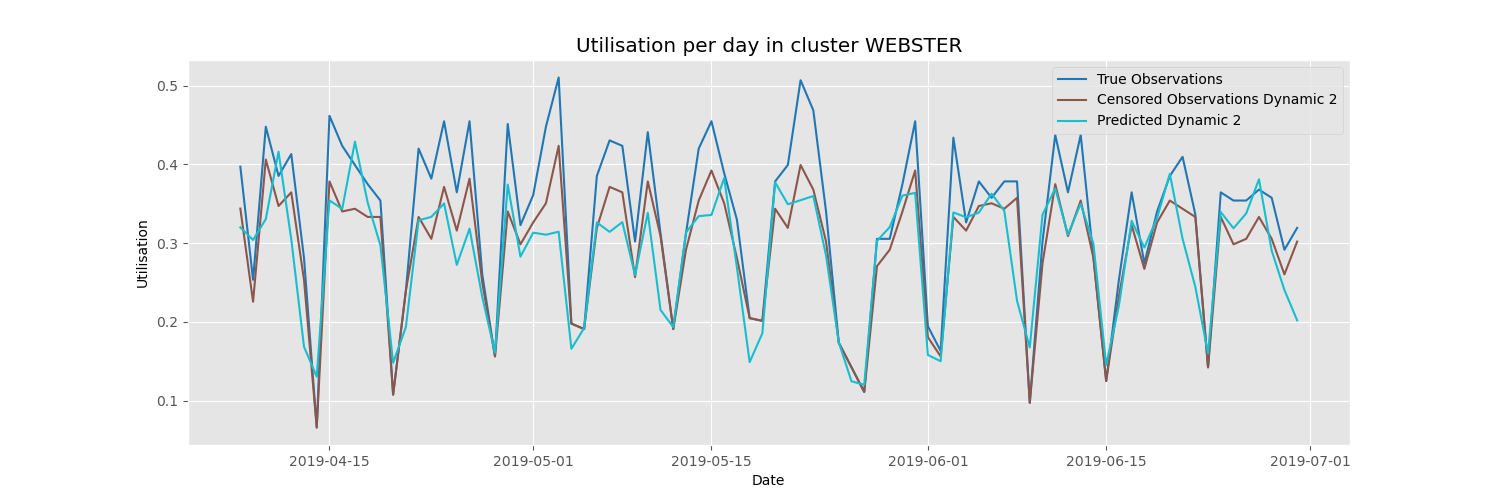 Utilisation per day in cluster WEBSTER
True Observations
Censored Observations Dynamic 2
Predicted Dynamic 2
Utilisation
0.5
0.4
0.3
0.2
0.1
2019-04-15
2019-05-01
2019-05-15
2019-06-01
2019-06-15
2019-07-01
Date